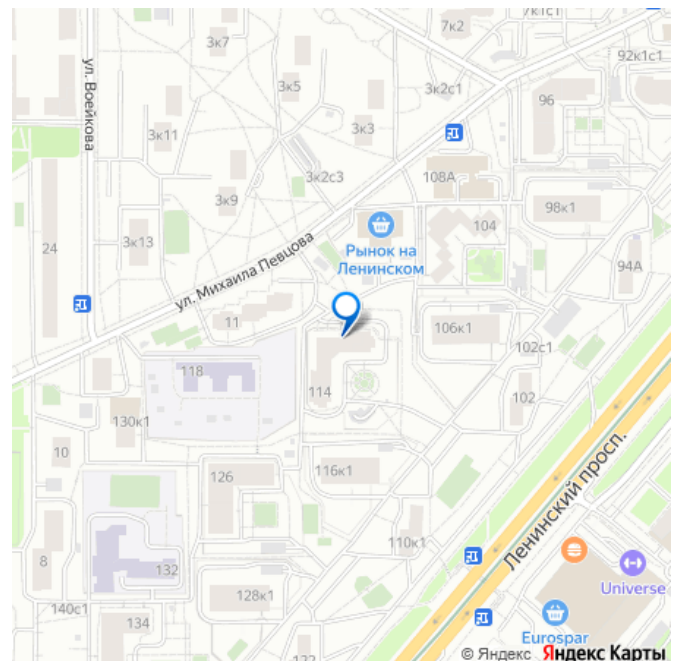 7к1с1
7к2
3к7
92к1с1
ул. Воейкова
3к5
3к2с1
96
3к11
3к3
108А
3к2с3
3к9
98к1
104
24
3к13
ул. Михаила Певцова
Рынок на
Ленинском
94А
11
106к1
102с1
118
114
102
130к1
10
126
116к1
Ленинский просп.
110к1
8
132
Universe
128к1
140с1
134
Eurospar
122
© Яндекс Яндекс Карты